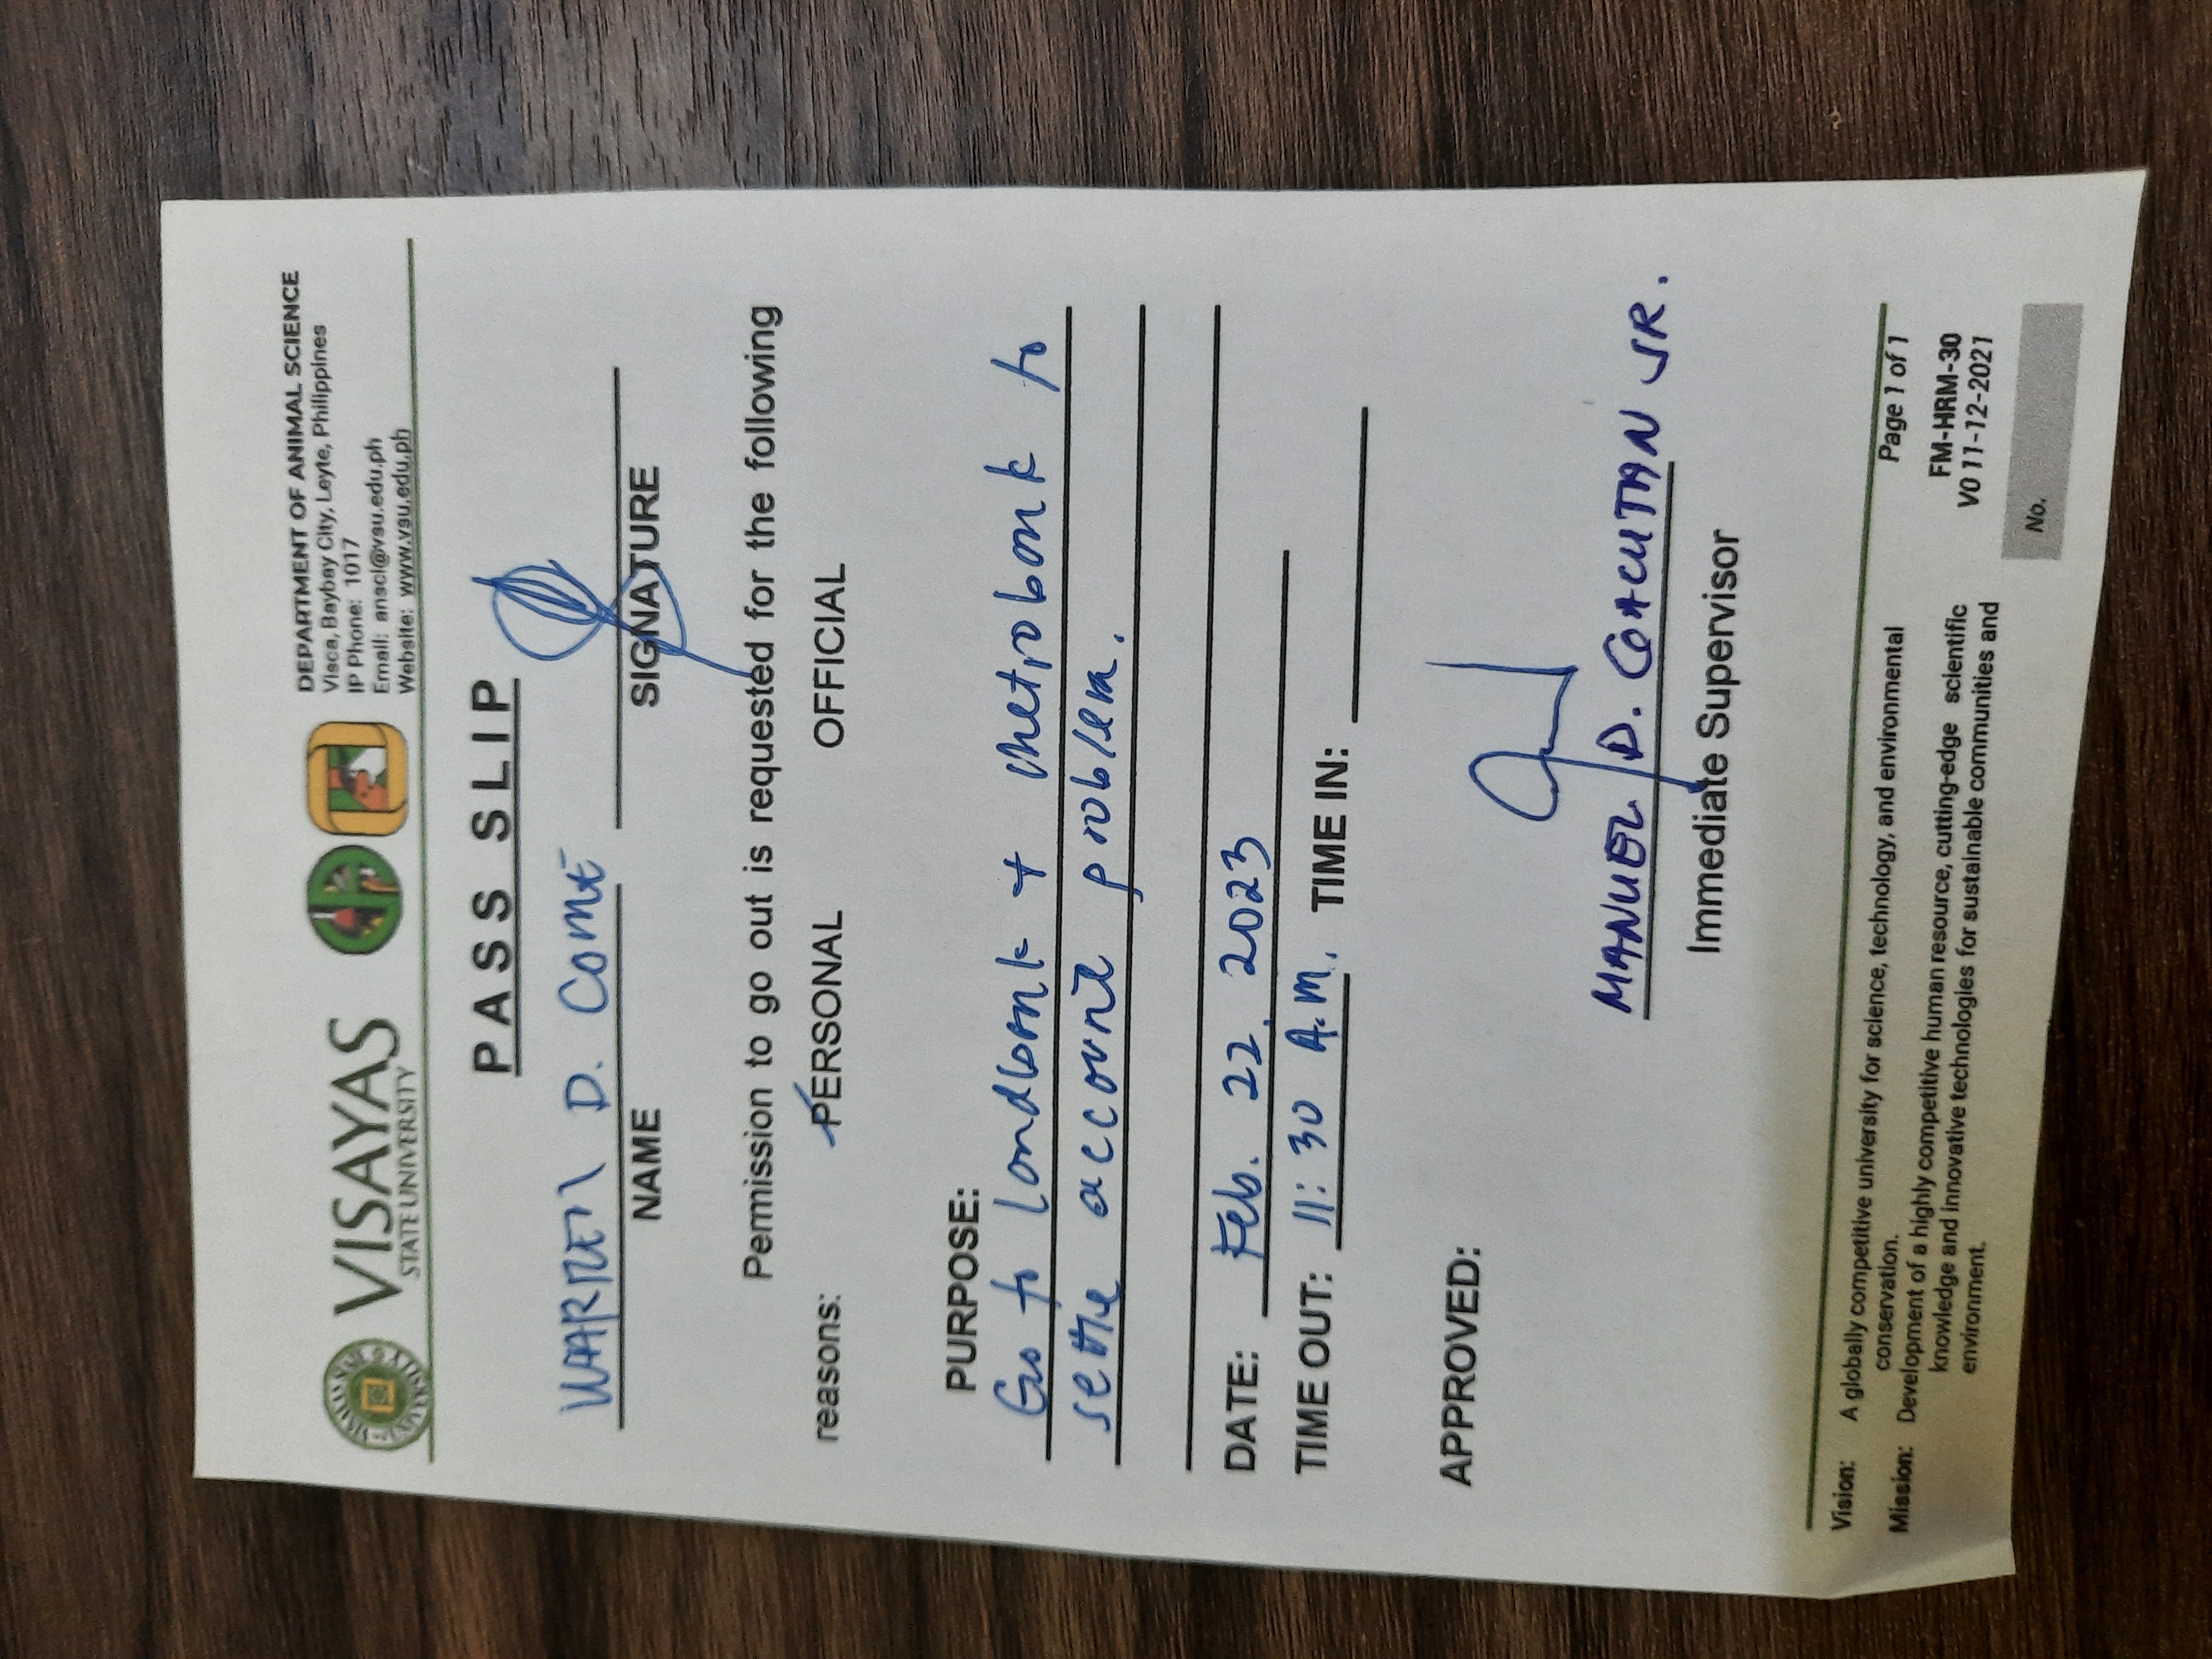 VISAYAS
STATE UNIVERSITY
DEPARTMENT OF ANIMAL SCIENCE
Visca, Baybay City, Leyte, Philippines
IP Phone: 1017
Email: ansci@vsu.edu.ph
Website: www.vsu.edu.ph
PASS SLIP
WARREN D. Come
NAME
SIGNATURE
Permission to go out is requested for the following
reasons: PERSONAL OFFICIAL
PURPOSE:
Go to landbank + metrobank to
settle account problem.
DATE: Feb. 22, 2023
TIME OUT: 11:30 A.M. TIME IN:
APPROVED:
MANUEL D. GACUTAN JR.
Immediate Supervisor
Vision: A globally competitive university for science, technology, and environmental
conservation.
Mission: Development of a highly competitive human resource, cutting-edge scientific
knowledge and innovative technologies for sustainable communities and
environment.
Page 1 of 1
FM-HRM-30
V0 11-12-2021
No.